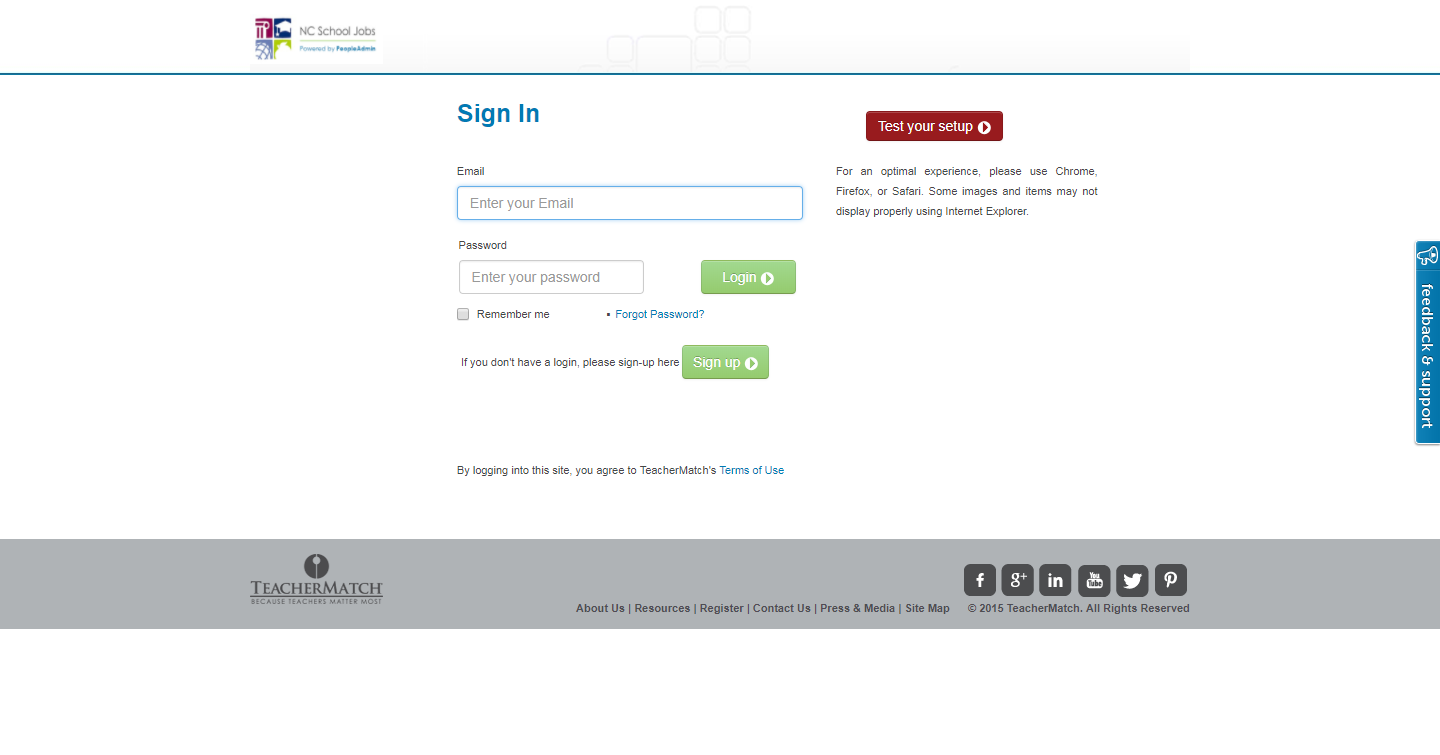 NC School Jobs
Powered by PeopleAdmin
Sign In
Test your setup
Email
Enter your Email
For an optimal experience, please use Chrome,
Firefox, or Safari. Some images and items may not
display properly using Internet Explorer.
Password
Enter your password
Login
Remember me
▪ Forgot Password?
If you don't have a login, please sign-up here Sign up
feedback & support
By logging into this site, you agree to TeacherMatch's Terms of Use
TEACHERMATCH
BECAUSE TEACHERS MATTER MOST
f g+ in You Tube
About Us | Resources | Register | Contact Us | Press & Media | Site Map © 2015 TeacherMatch. All Rights Reserved